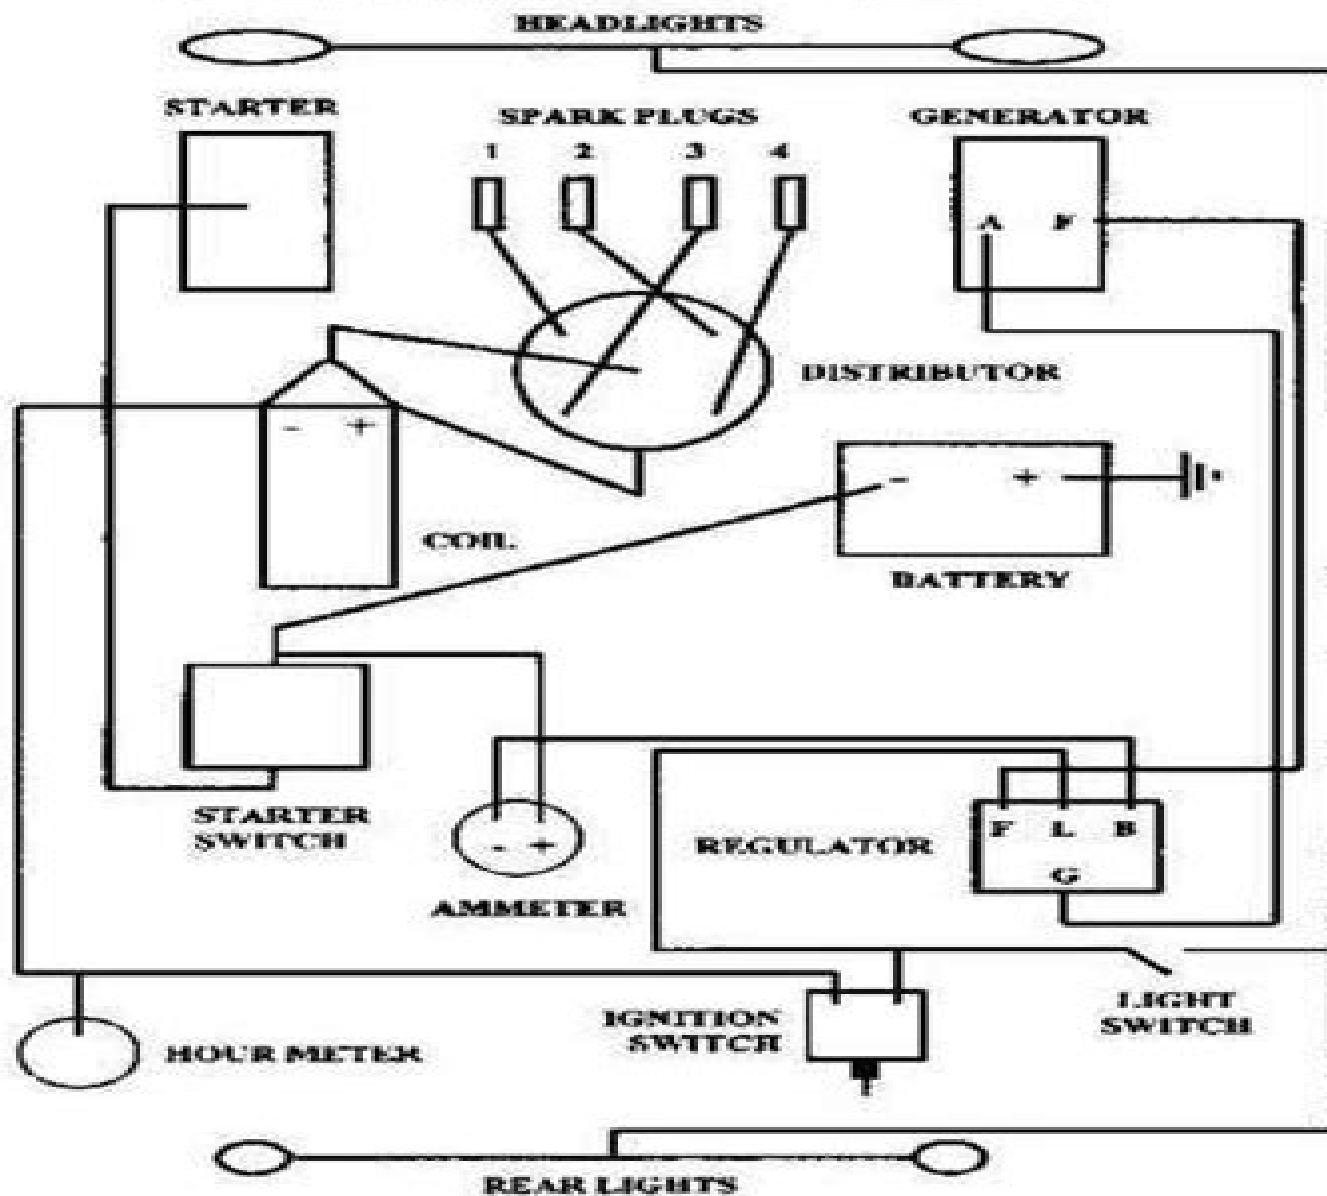 HEADLIGHTS
STARTER
SPARK PLUGS
GENERATOR
1 2 3 4
A F
DISTRIBUTOR
- +
- +
COIL
BATTERY
STARTER
SWITCH
F L B
REGULATOR
- +
G
AMMETER
LIGHT
SWITCH
IGNITION
SWITCH
HOUR METER
REAR LIGHTS